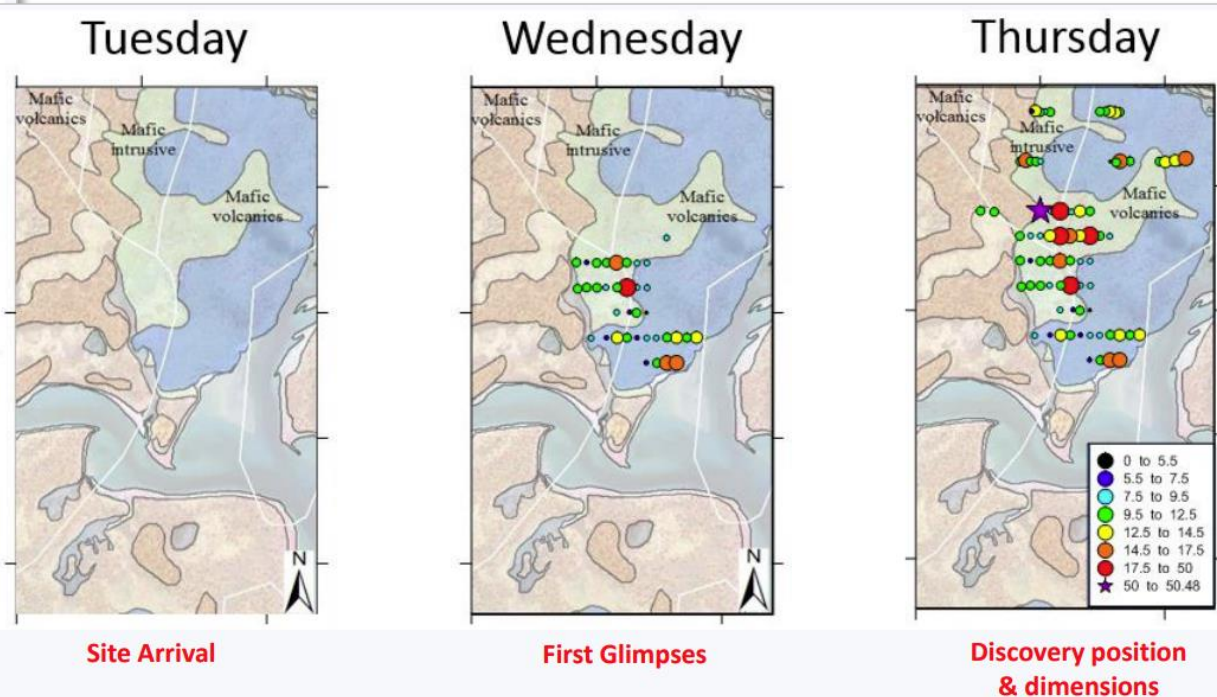 Tuesday
Mafic
volcanics
Mafic
intrusive
Mafic
volcanics
N
Site Arrival
Wednesday
Mafic
volcanics
Mafic
intrusive
Mafic
volcanics
N
First Glimpses
Thursday
Mafic
volcanics
Mafic
intrusive
Mafic
volcanics
0 to 5.5
5.5 to 7.5
7.5 to 9.5
9.5 to 12.5
12.5 to 14.5
14.5 to 17.5
17.5 to 50
50 to 50.48
Discovery position
& dimensions